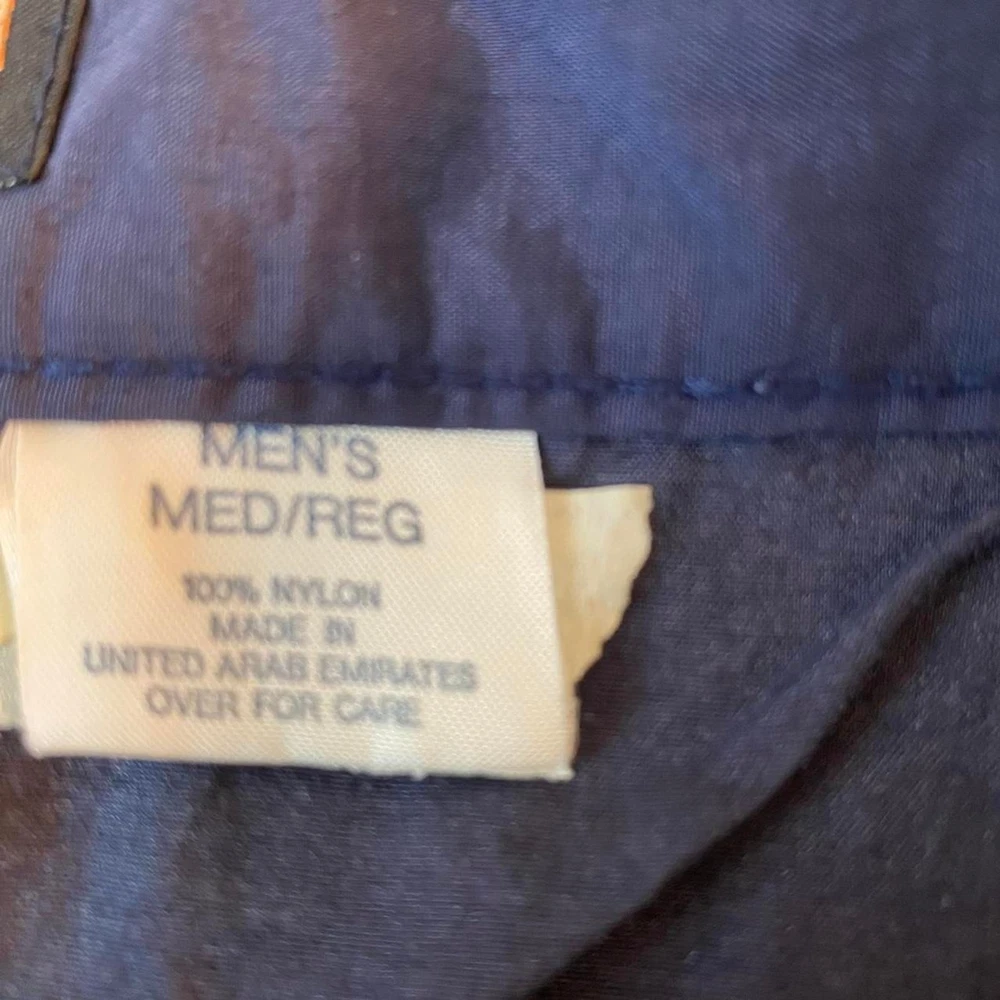 MEN'S
MED/REG
100% NYLON
MADE IN
UNITED ARAB EMIRATES
OVER FOR CARE